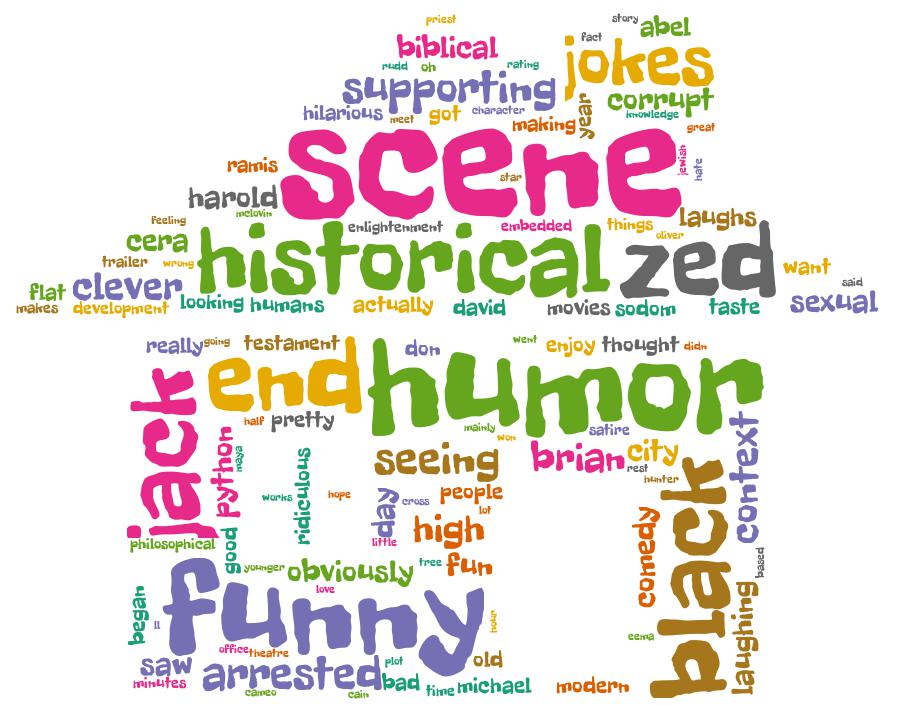 priest
story
abel
fact
biblical
jokes
rudd
oh
rating
supporting
corrupt
hilarious
meet
got
character
making
year
knowledge
great
scene
jewish
hate
ramis
star
harold
mclovin
feeling
enlightenment
embedded
things
laughs
oliver
cera
historical
zed
trailer
wrong
want
flat
clever
said
makes
development
looking
humans
actually
david
movies
sodom
taste
sexual
really
going
testament
don
went
enjoy
thought
didn
jack
end
humor
half
pretty
mainly
won
satire
context
python
maya
seeing
brian
city
rest
hunter
black
works
ridiculous
hope
day
cross
people
lot
high
little
comedy
philosophical
good
younger
obviously
tree
fun
based
love
began
ll
funny
hour
laughing
eema
office
theatre
saw
arrested
plot
old
minutes
cameo
cain
bad
time
michael
modern